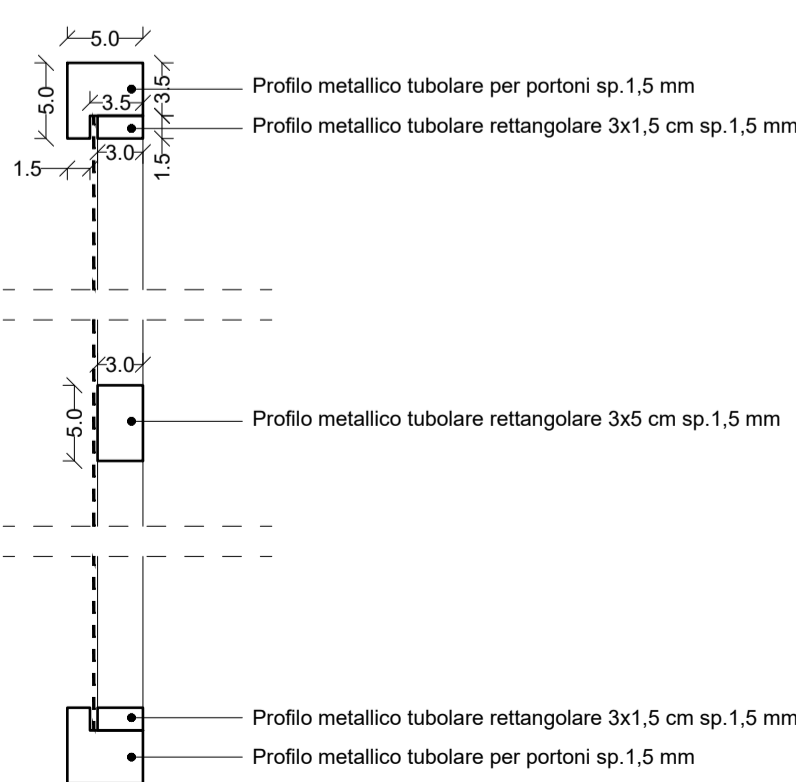 5.0
Profilo metallico tubolare per portoni sp.1,5 mm
5.0
3.5
3.5
Profilo metallico tubolare rettangolare 3x1,5 cm sp.1,5 mm
3.0
1.5
1.5
3.0
5.0
Profilo metallico tubolare rettangolare 3x5 cm sp.1,5 mm
Profilo metallico tubolare rettangolare 3x1,5 cm sp.1,5 mm
Profilo metallico tubolare per portoni sp.1,5 mm